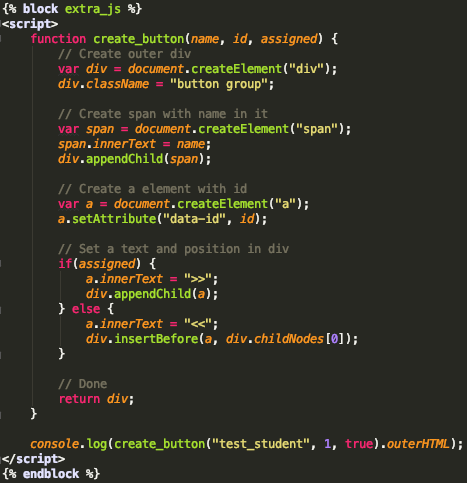 {% block extra_js %}
<script>
    function create_button(name, id, assigned) {
        // Create outer div
        var div = document.createElement("div");
        div.className = "button group";

        // Create span with name in it
        var span = document.createElement("span");
        span.innerText = name;
        div.appendChild(span);

        // Create a element with id
        var a = document.createElement("a");
        a.setAttribute("data-id", id);

        // Set a text and position in div
        if(assigned) {
            a.innerText = ">>";
            div.appendChild(a);
        } else {
            a.innerText = "<<";
            div.insertBefore(a, div.childNodes[0]);
        }

        // Done
        return div;
    }

    console.log(create_button("test_student", 1, true).outerHTML);
</script>
{% endblock %}